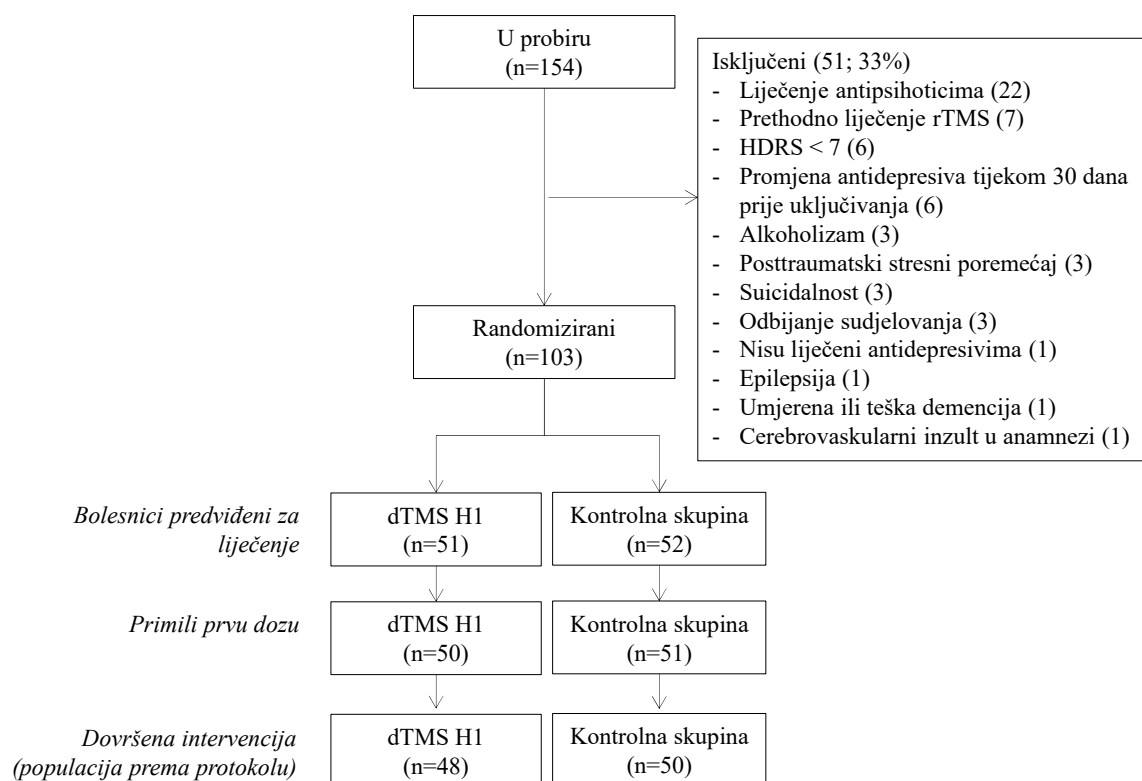 U probiru
(n=154)
Isključeni (51; 33%)
- Liječenje antipsihoticima (22)
- Prethodno liječenje rTMS (7)
- HDRS < 7 (6)
- Promjena antidepresiva tijekom 30 dana
prije uključivanja (6)
- Alkoholizam (3)
- Posttraumatski stresni poremećaj (3)
- Suicidalnost (3)
- Odbijanje sudjelovanja (3)
- Nisu liječeni antidepresivima (1)
- Epilepsija (1)
- Umjerena ili teška demencija (1)
- Cerebrovaskularni inzult u anamnezi (1)
Randomizirani
(n=103)
Bolesnici predviđeni za
liječenje
dTMS H1
(n=51)
Kontrolna skupina
(n=52)
Primili prvu dozu
dTMS H1
(n=50)
Kontrolna skupina
(n=51)
Dovršena intervencija
(populacija prema protokolu)
dTMS H1
(n=48)
Kontrolna skupina
(n=50)